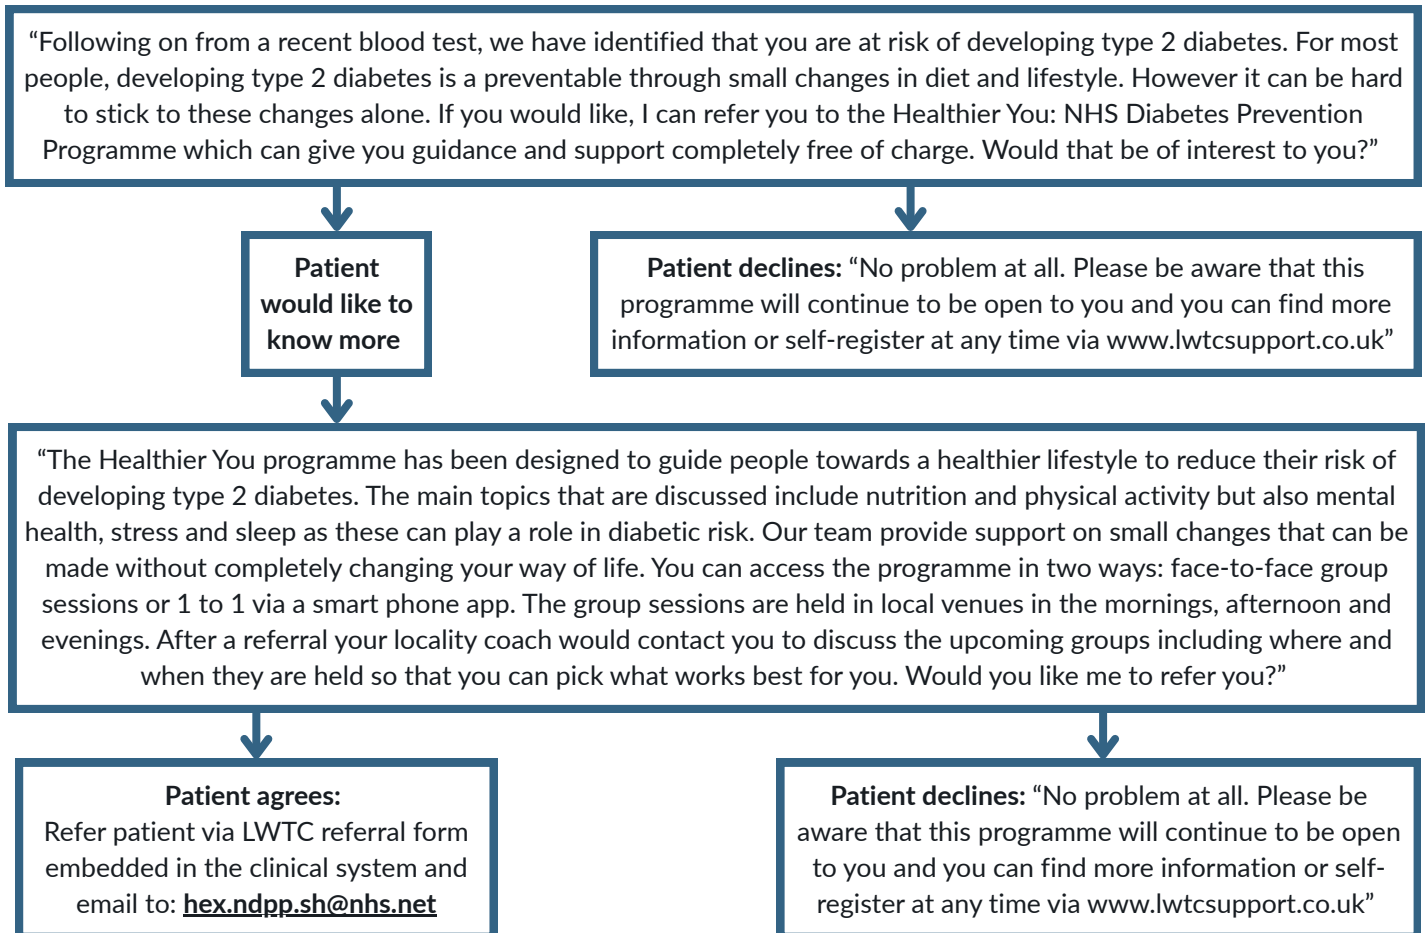 “Following on from a recent blood test, we have identified that you are at risk of developing type 2 diabetes. For most
people, developing type 2 diabetes is a preventable through small changes in diet and lifestyle. However it can be hard
to stick to these changes alone. If you would like, I can refer you to the Healthier You: NHS Diabetes Prevention
Programme which can give you guidance and support completely free of charge. Would that be of interest to you?”
Patient
would like to
know more
Patient declines: “No problem at all. Please be aware that this
programme will continue to be open to you and you can find more
information or self-register at any time via www.lwtcsupport.co.uk”
“The Healthier You programme has been designed to guide people towards a healthier lifestyle to reduce their risk of
developing type 2 diabetes. The main topics that are discussed include nutrition and physical activity but also mental
health, stress and sleep as these can play a role in diabetic risk. Our team provide support on small changes that can be
made without completely changing your way of life. You can access the programme in two ways: face-to-face group
sessions or 1 to 1 via a smart phone app. The group sessions are held in local venues in the mornings, afternoon and
evenings. After a referral your locality coach would contact you to discuss the upcoming groups including where and
when they are held so that you can pick what works best for you. Would you like me to refer you?”
Patient agrees:
Refer patient via LWTC referral form
embedded in the clinical system and
email to: hex.ndpp.sh@nhs.net
Patient declines: “No problem at all. Please be
aware that this programme will continue to be open
to you and you can find more information or self-
register at any time via www.lwtcsupport.co.uk”